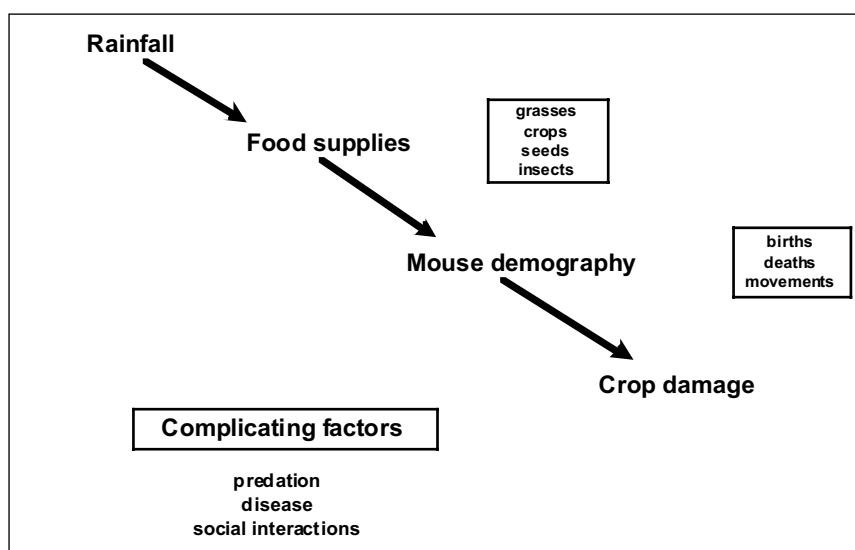 Rainfall
Food supplies
grasses
crops
seeds
insects
Mouse demography
births
deaths
movements
Crop damage
Complicating factors
predation
disease
social interactions